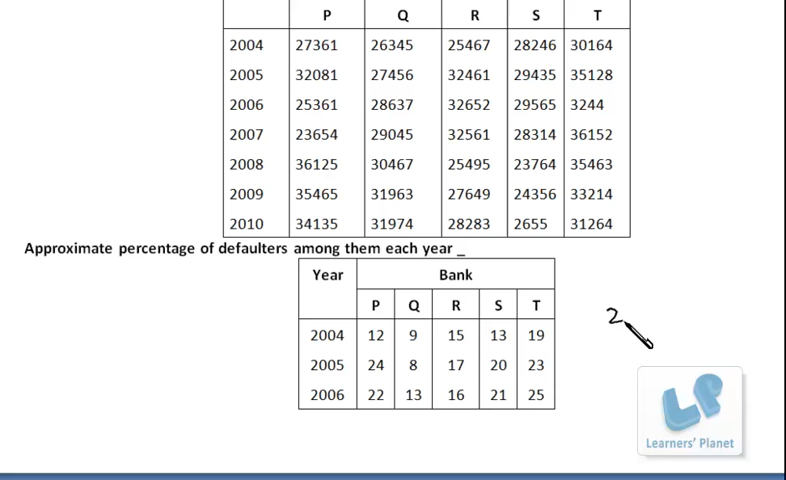 P Q R S T
2004 27361 26345 25467 28246 30164
2005 32081 27456 32461 29435 35128
2006 25361 28637 32652 29565 3244
2007 23654 29045 32561 28314 36152
2008 36125 30467 25495 23764 35463
2009 35465 31963 27649 24356 33214
2010 34135 31974 28283 2655 31264
Approximate percentage of defaulters among them each year _
Year Bank
P Q R S T
2004 12 9 15 13 19
2005 24 8 17 20 23
2006 22 13 16 21 25
2
LP
Learners' Planet